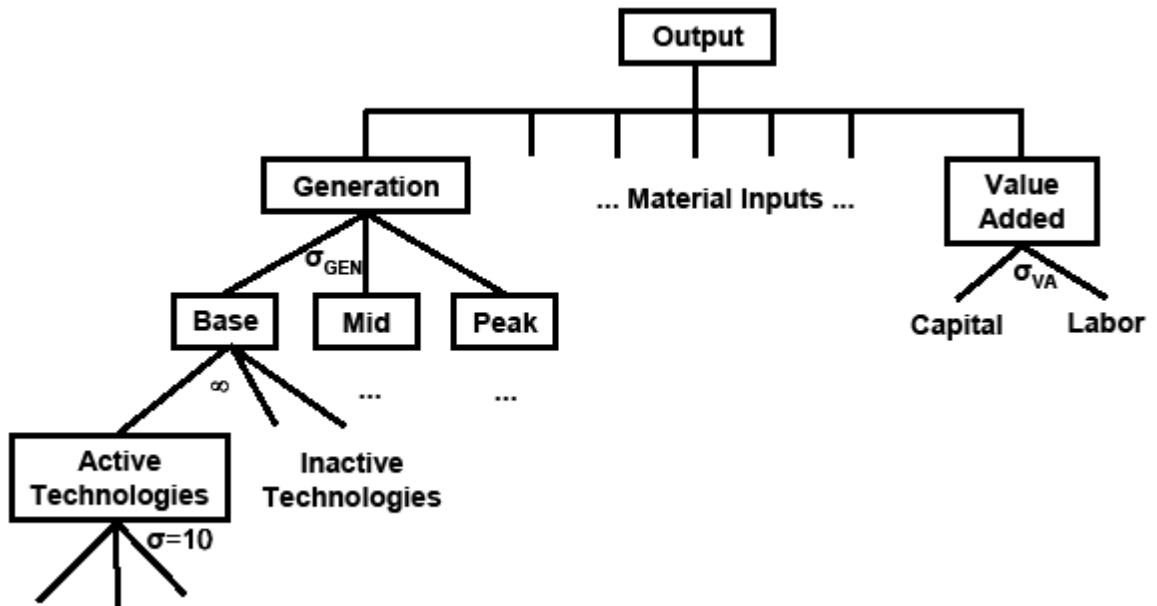 Output
Generation
... Material Inputs ...
Value
Added
σGEN
σVA
Base
Mid
Peak
Capital
Labor
∞
...
...
Active
Technologies
Inactive
Technologies
σ=10